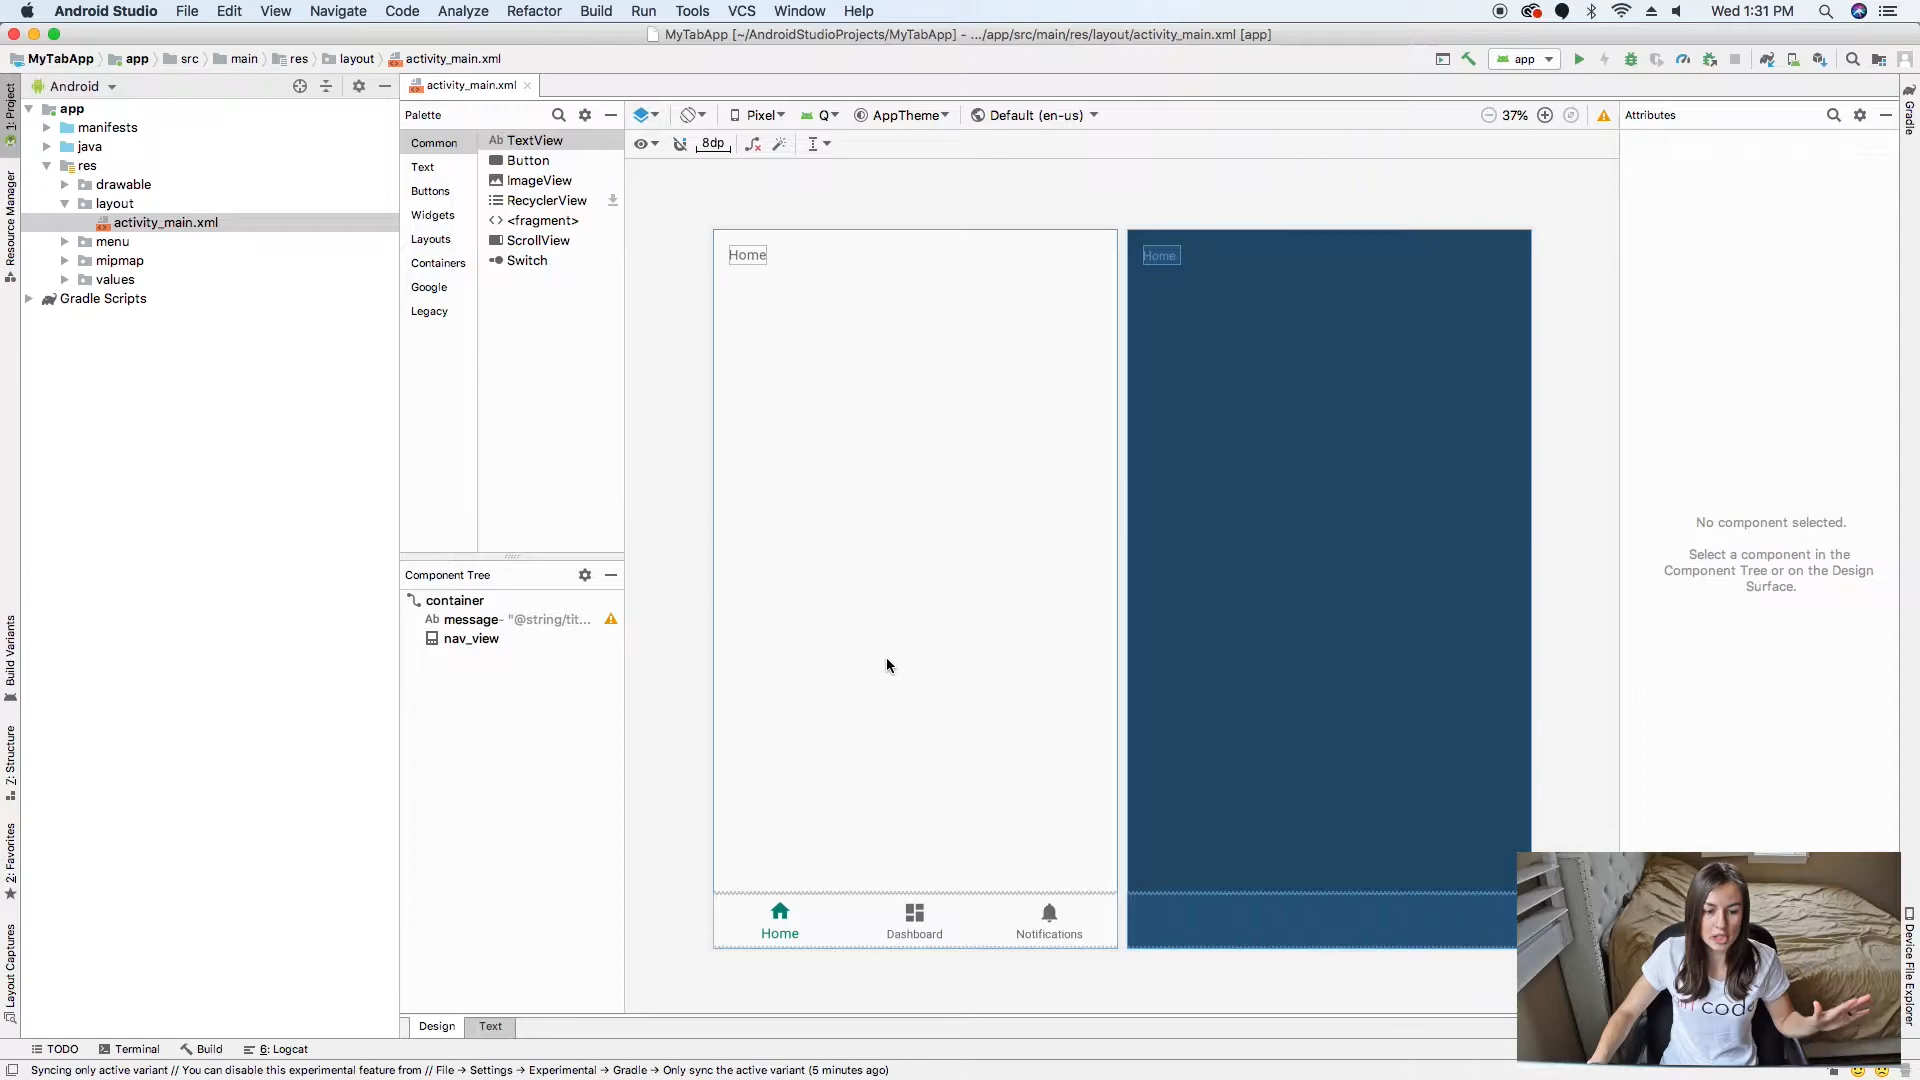 Android Studio File Edit View Navigate Code Analyze Refactor Build Run Tools VCS Window Help Wed 1:31 PM
MyTabApp [~/AndroidStudioProjects/MyTabApp] - .../app/src/main/res/layout/activity_main.xml [app]
MyTabApp app src main res layout activity_main.xml app
1: Project
Resource Manager
Build Variants
7: Structure
2: Favorites
Layout Captures
Android
app
manifests
java
res
drawable
layout
activity_main.xml
menu
mipmap
values
Gradle Scripts
activity_main.xml
Palette
Common
Text
Buttons
Widgets
Layouts
Containers
Google
Legacy
Ab TextView
Button
ImageView
RecyclerView
<fragment>
ScrollView
Switch
Component Tree
container
Ab message- "@string/tit...
nav_view
Pixel Q AppTheme Default (en-us) 37%
8dp
Home
Home
Home
Dashboard
Notifications
Design Text
Attributes
No component selected.
Select a component in the
Component Tree or on the Design
Surface.
Gradle
Device File Explorer
code
TODO Terminal Build 6: Logcat
Syncing only active variant // You can disable this experimental feature from // File → Settings → Experimental → Gradle → Only sync the active variant (5 minutes ago)